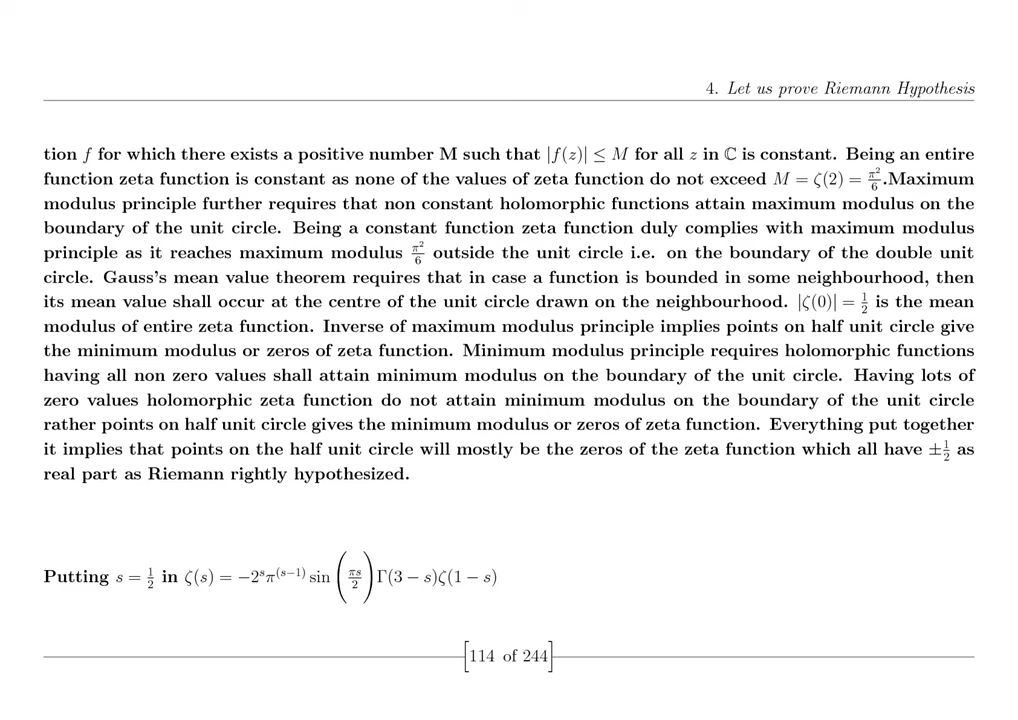 4. Let us prove Riemann Hypothesis
tion f for which there exists a positive number M such that |f(z)| ≤ M for all z in ℂ is constant. Being an entire
function zeta function is constant as none of the values of zeta function do not exceed M = ζ(2) = π²/6.Maximum
modulus principle further requires that non constant holomorphic functions attain maximum modulus on the
boundary of the unit circle. Being a constant function zeta function duly complies with maximum modulus
principle as it reaches maximum modulus π²/6 outside the unit circle i.e. on the boundary of the double unit
circle. Gauss's mean value theorem requires that in case a function is bounded in some neighbourhood, then
its mean value shall occur at the centre of the unit circle drawn on the neighbourhood. |ζ(0)| = 1/2 is the mean
modulus of entire zeta function. Inverse of maximum modulus principle implies points on half unit circle give
the minimum modulus or zeros of zeta function. Minimum modulus principle requires holomorphic functions
having all non zero values shall attain minimum modulus on the boundary of the unit circle. Having lots of
zero values holomorphic zeta function do not attain minimum modulus on the boundary of the unit circle
rather points on half unit circle gives the minimum modulus or zeros of zeta function. Everything put together
it implies that points on the half unit circle will mostly be the zeros of the zeta function which all have ±1/2 as
real part as Riemann rightly hypothesized.
Putting s = 1/2 in ζ(s) = −2^s π^(s−1) sin(πs/2)Γ(3 − s)ζ(1 − s)
[114 of 244]